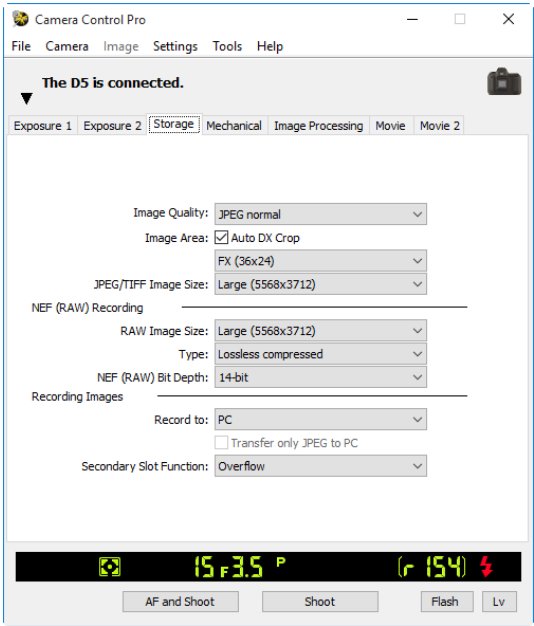 Camera Control Pro
File Camera Image Settings Tools Help
The D5 is connected.
Exposure 1 Exposure 2 Storage Mechanical Image Processing Movie Movie 2
Image Quality: JPEG normal
Image Area: Auto DX Crop
FX (36x24)
JPEG/TIFF Image Size: Large (5568x3712)
NEF (RAW) Recording
RAW Image Size: Large (5568x3712)
Type: Lossless compressed
NEF (RAW) Bit Depth: 14-bit
Recording Images
Record to: PC
Transfer only JPEG to PC
Secondary Slot Function: Overflow
15 F3.5 P (r 154)
AF and Shoot Shoot Flash Lv